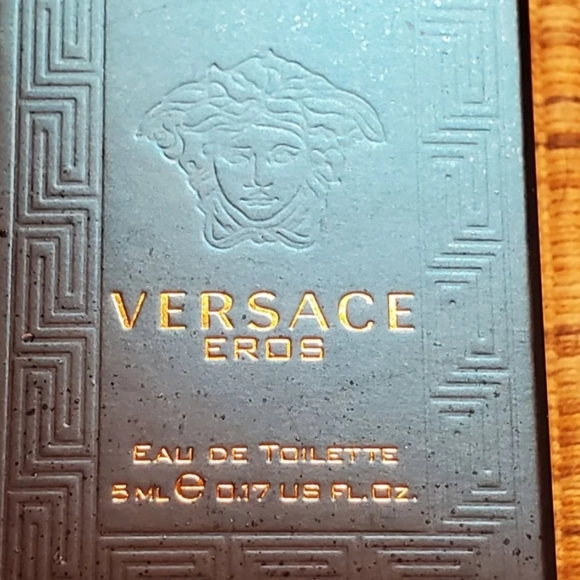 VERSACE
EROS
EAU DE TOILETTE
5 ML ℮ 0.17 US FL.OZ.